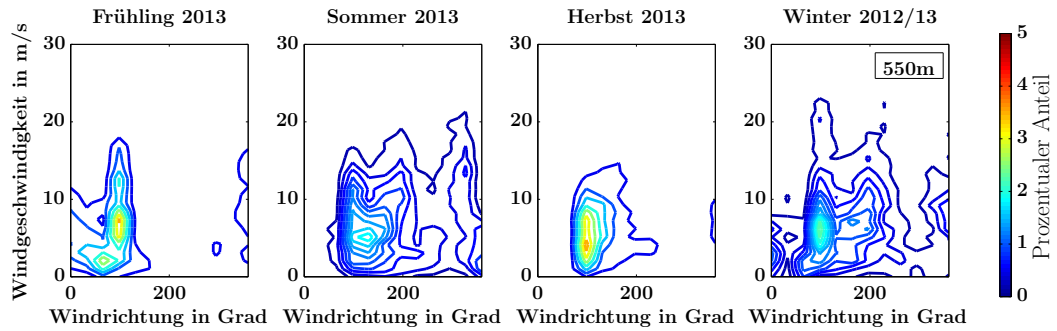 Frühling 2013
Sommer 2013
Herbst 2013
Winter 2012/13
Windgeschwindigkeit in m/s
30
20
10
0
0
200
Windrichtung in Grad
30
20
10
0
0
200
Windrichtung in Grad
30
20
10
0
0
200
Windrichtung in Grad
550m
30
20
10
0
0
200
Windrichtung in Grad
5
4
3
2
1
0
Prozentualer Anteil